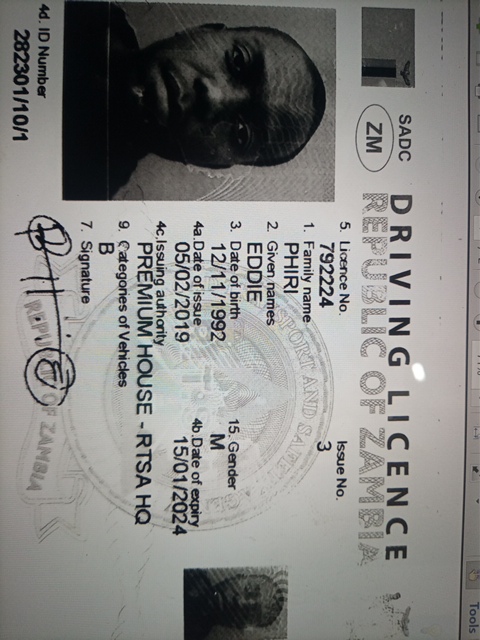 SADC
ZM
DRIVING LICENCE
REPUBLIC OF ZAMBIA
5. Licence No.
792224
Issue No.
3
1. Family name
PHIRI
2. Given names
EDDIE
3. Date of birth
12/11/1992
15. Gender
M
4a.Date of issue
05/02/2019
4b.Date of expiry
15/01/2024
4c.Issuing authority
PREMIUM HOUSE - RTSA HQ
9. Categories of Vehicles
B
7. Signature
4d. ID Number
282301/10/1
REPUBLIC OF ZAMBIA
Tools